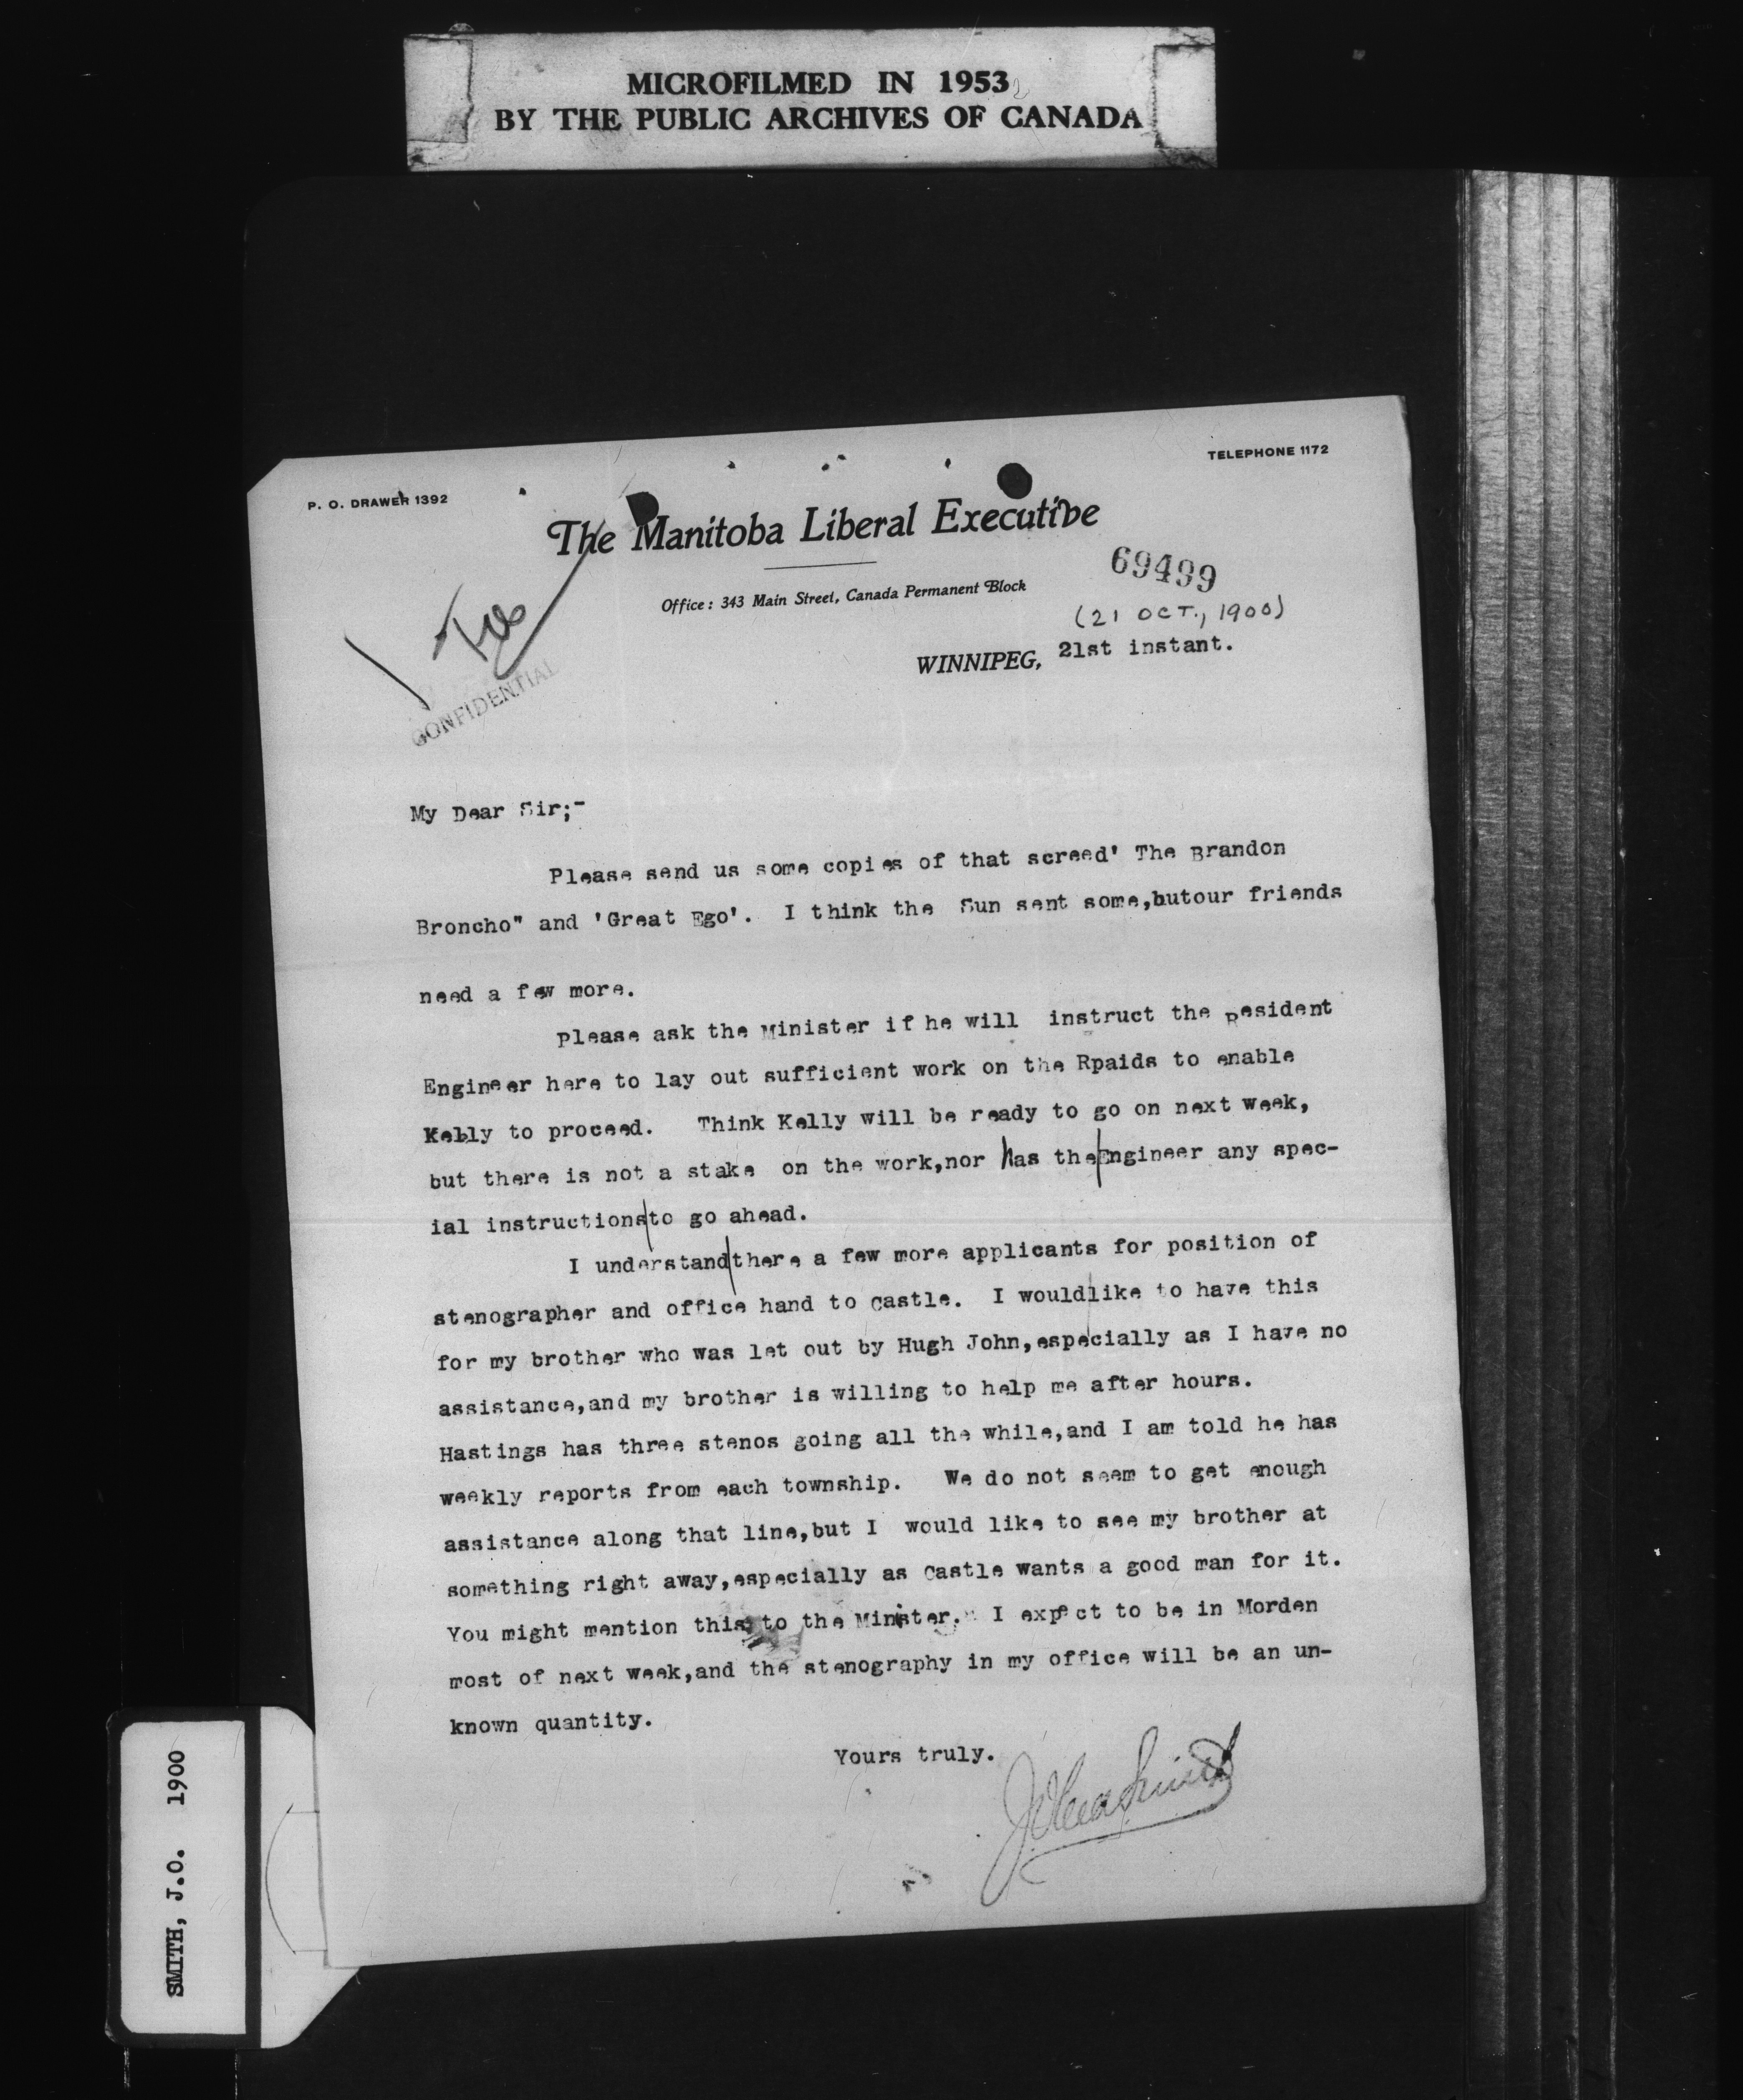 MICROFILMED IN 1953
BY THE PUBLIC ARCHIVES OF CANADA
P. O. DRAWER 1392
TELEPHONE 1172
The Manitoba Liberal Executive
Office: 343 Main Street, Canada Permanent Block
69499
(21 OCT., 1900)
WINNIPEG, 21st instant.
CONFIDENTIAL
My Dear Sir;-
Please send us some copies of that screed' The Brandon
Broncho" and 'Great Ego'. I think the Sun sent some,butour friends
need a few more.
Please ask the Minister if he will instruct the Resident
Engineer here to lay out sufficient work on the Rpaids to enable
Kelly to proceed. Think Kelly will be ready to go on next week,
but there is not a stake on the work,nor has the|Engineer any spec-
ial instructions|to go ahead.
I understand|there a few more applicants for position of
stenographer and office hand to Castle. I would|like to have this
for my brother who was let out by Hugh John,especially as I have no
assistance,and my brother is willing to help me after hours.
Hastings has three stenos going all the while,and I am told he has
weekly reports from each township. We do not seem to get enough
assistance along that line,but I would like to see my brother at
something right away,especially as Castle wants a good man for it.
You might mention this to the Minister. I expect to be in Morden
most of next week,and the stenography in my office will be an un-
known quantity.
Yours truly.
SMITH, J.O. 1900